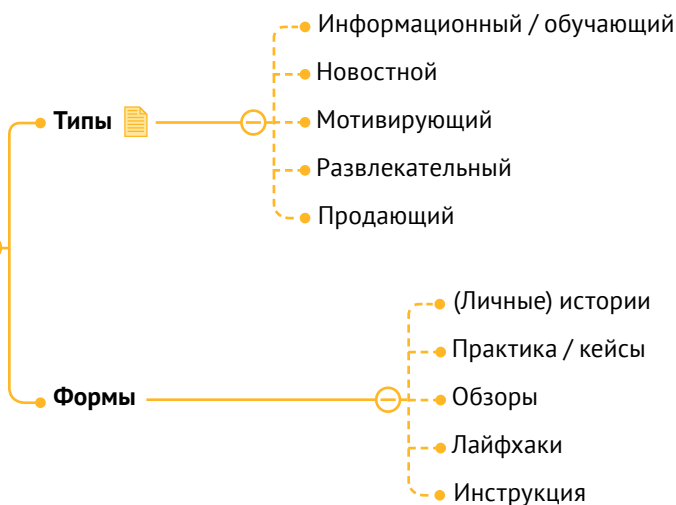 Типы
Информационный / обучающий
Новостной
Мотивирующий
Развлекательный
Продающий
Формы
(Личные) истории
Практика / кейсы
Обзоры
Лайфхаки
Инструкция